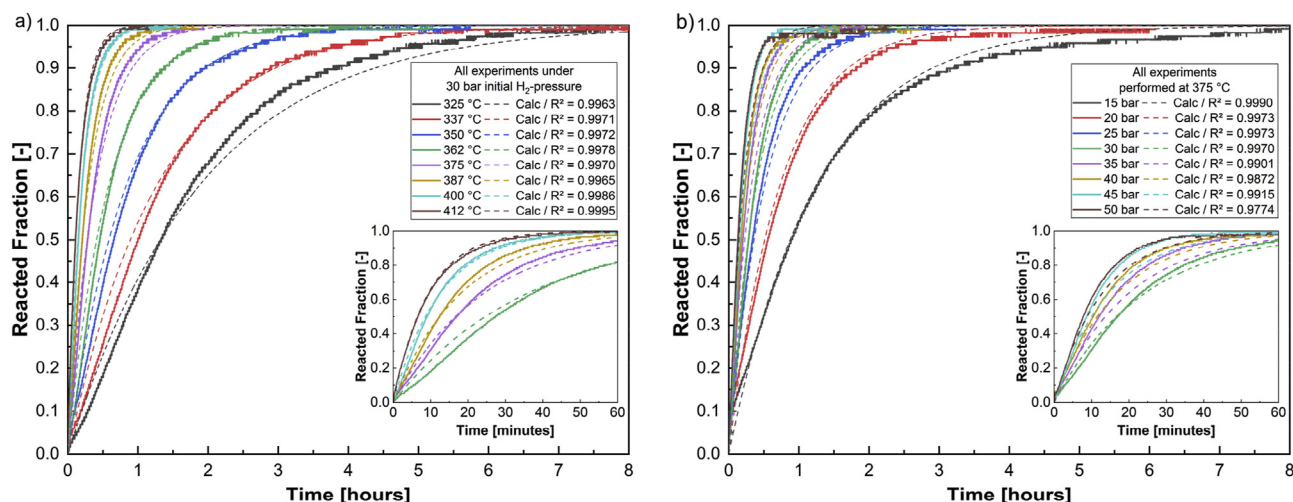 a)
Reacted Fraction [-]
1.0
0.9
0.8
0.7
0.6
0.5
0.4
0.3
0.2
0.1
0.0
All experiments under
30 bar initial H₂-pressure
325 °C Calc / R² = 0.9963
337 °C Calc / R² = 0.9971
350 °C Calc / R² = 0.9972
362 °C Calc / R² = 0.9978
375 °C Calc / R² = 0.9970
387 °C Calc / R² = 0.9965
400 °C Calc / R² = 0.9986
412 °C Calc / R² = 0.9995
Reacted Fraction [-]
1.0
0.8
0.6
0.4
0.2
0.0
0 10 20 30 40 50 60
Time [minutes]
0 1 2 3 4 5 6 7 8
Time [hours]
b)
Reacted Fraction [-]
1.0
0.9
0.8
0.7
0.6
0.5
0.4
0.3
0.2
0.1
0.0
All experiments
performed at 375 °C
15 bar Calc / R² = 0.9990
20 bar Calc / R² = 0.9973
25 bar Calc / R² = 0.9973
30 bar Calc / R² = 0.9970
35 bar Calc / R² = 0.9901
40 bar Calc / R² = 0.9872
45 bar Calc / R² = 0.9915
50 bar Calc / R² = 0.9774
Reacted Fraction [-]
1.0
0.8
0.6
0.4
0.2
0.0
0 10 20 30 40 50 60
Time [minutes]
0 1 2 3 4 5 6 7 8
Time [hours]